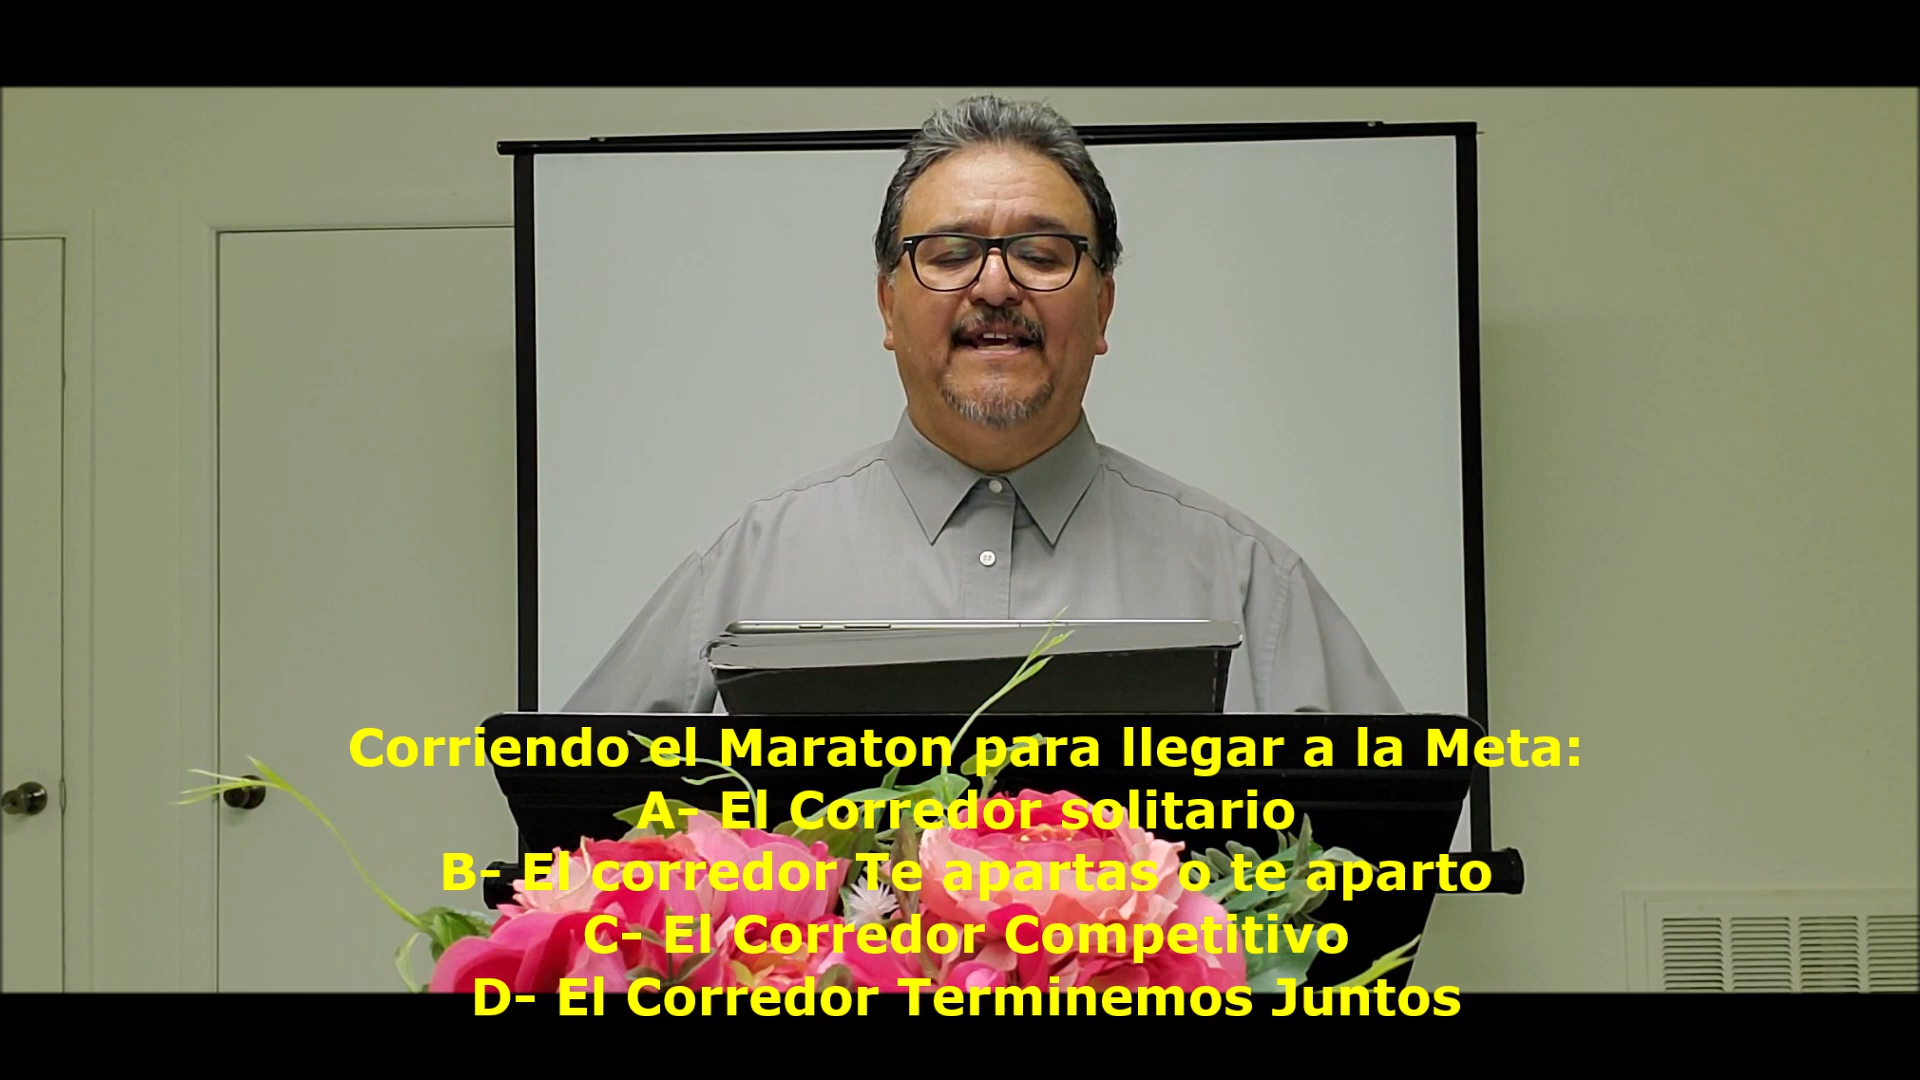 Corriendo el Maraton para llegar a la Meta:
A- El Corredor solitario
B- El corredor Te apartas o te aparto
C- El Corredor Competitivo
D- El Corredor Terminemos Juntos